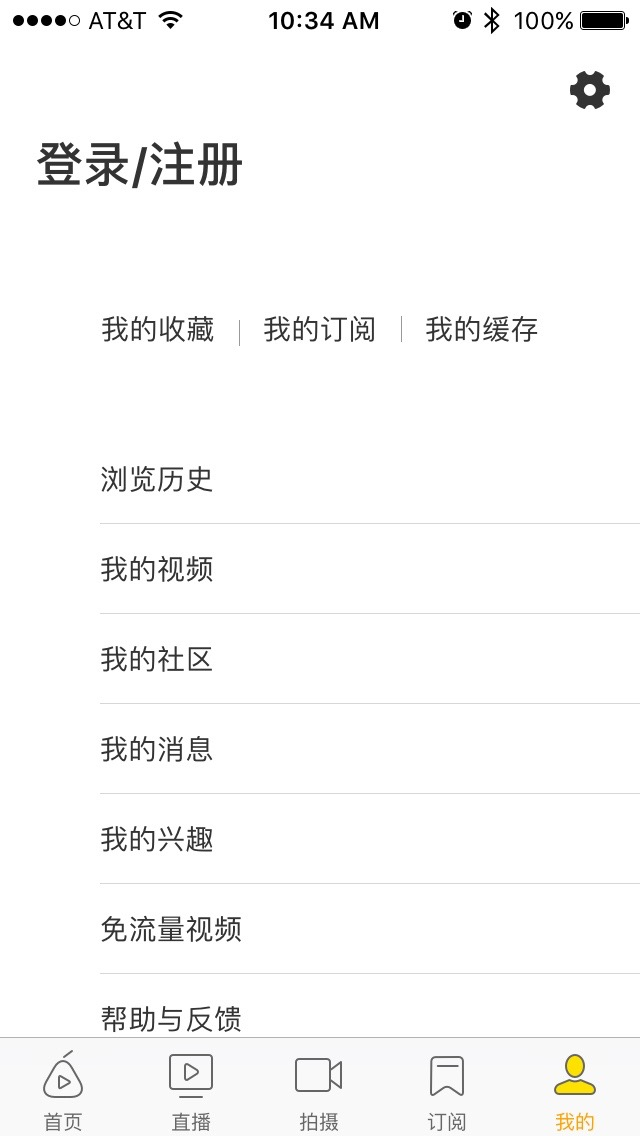 AT&T 10:34 AM 100%
登录/注册
我的收藏 我的订阅 我的缓存
浏览历史
我的视频
我的社区
我的消息
我的兴趣
免流量视频
帮助与反馈
首页 直播 拍摄 订阅 我的